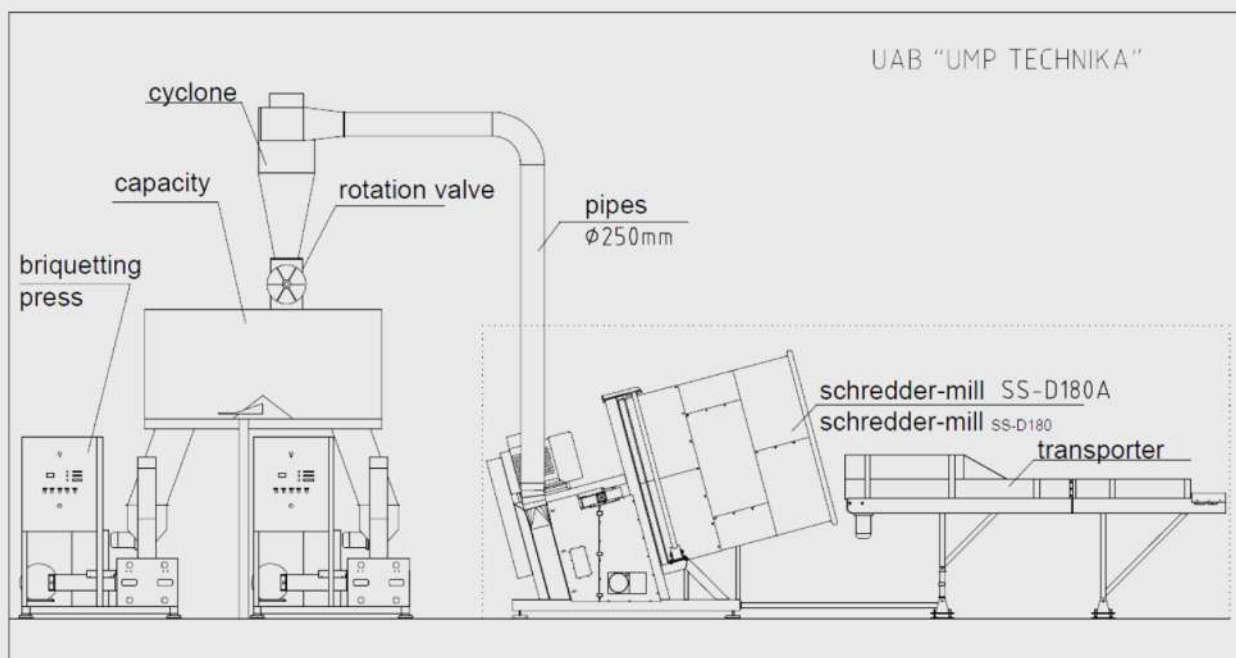 UAB "UMP TECHNIKA"
cyclone
capacity
rotation valve
pipes
Ø250mm
briquetting
press
schredder-mill SS-D180A
schredder-mill SS-D180
transporter